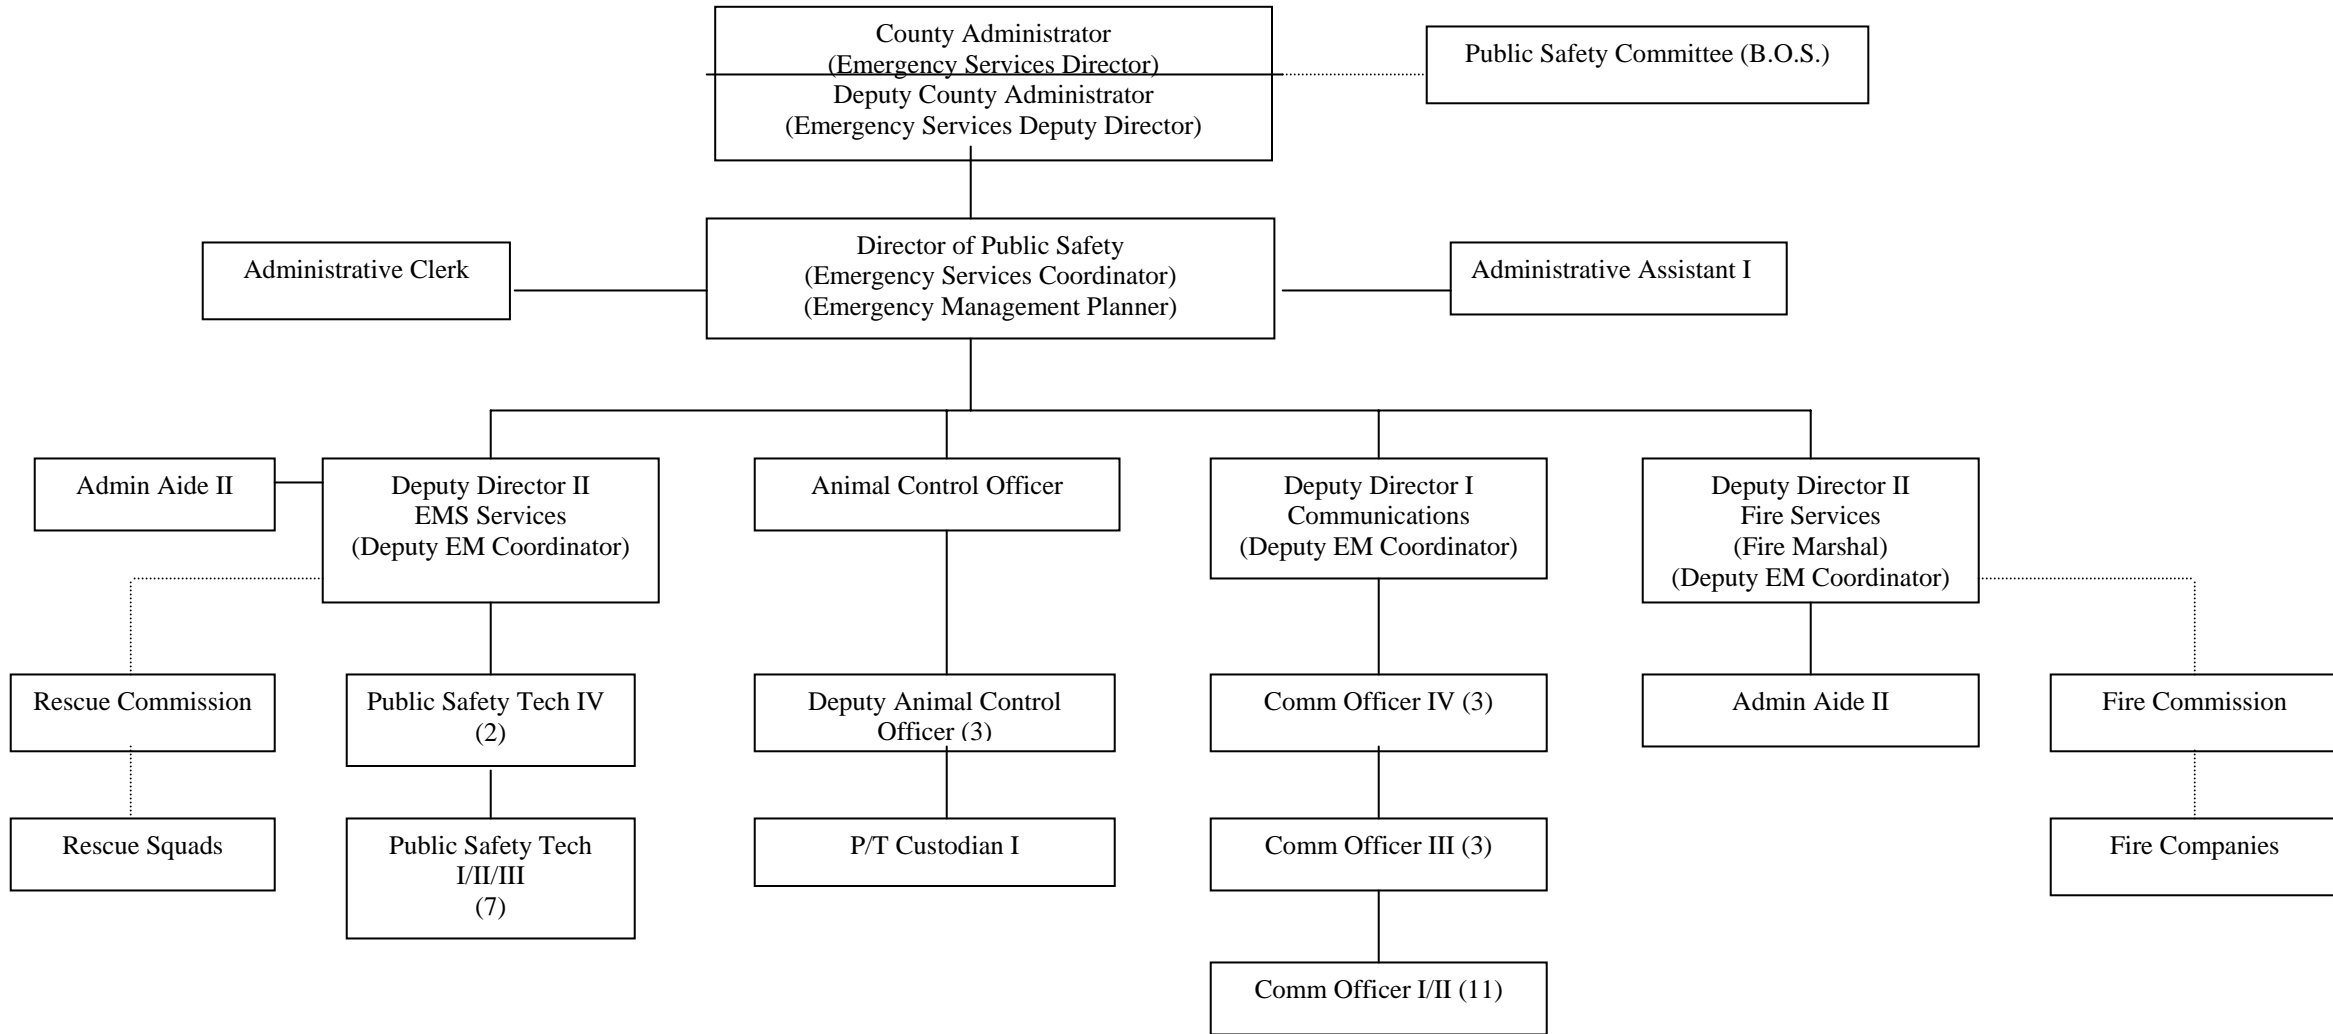 County Administrator
(Emergency Services Director)
Deputy County Administrator
(Emergency Services Deputy Director)
Public Safety Committee (B.O.S.)
Administrative Clerk
Director of Public Safety
(Emergency Services Coordinator)
(Emergency Management Planner)
Administrative Assistant I
Admin Aide II
Deputy Director II
EMS Services
(Deputy EM Coordinator)
Animal Control Officer
Deputy Director I
Communications
(Deputy EM Coordinator)
Deputy Director II
Fire Services
(Fire Marshal)
(Deputy EM Coordinator)
Rescue Commission
Public Safety Tech IV
(2)
Deputy Animal Control
Officer (3)
Comm Officer IV (3)
Admin Aide II
Fire Commission
Rescue Squads
Public Safety Tech
I/II/III
(7)
P/T Custodian I
Comm Officer III (3)
Fire Companies
Comm Officer I/II (11)